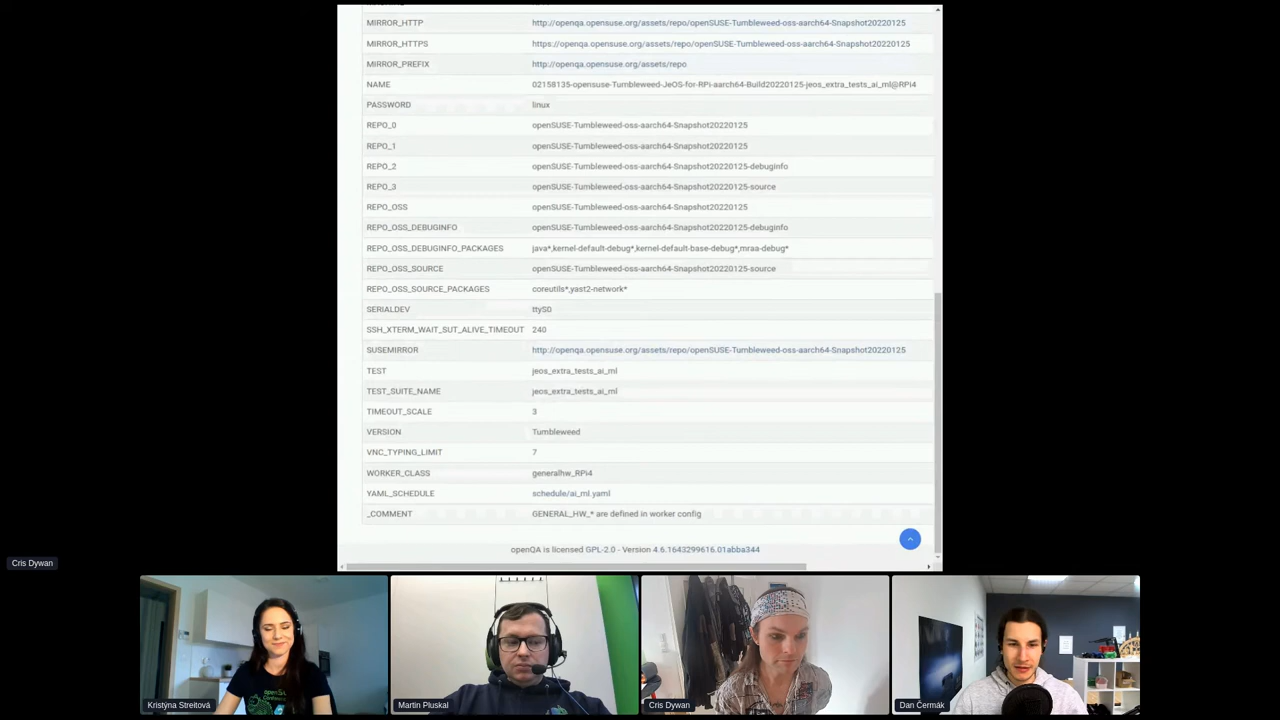 MIRROR_HTTP http://openqa.opensuse.org/assets/repo/openSUSE-Tumbleweed-oss-aarch64-Snapshot20220125
MIRROR_HTTPS https://openqa.opensuse.org/assets/repo/openSUSE-Tumbleweed-oss-aarch64-Snapshot20220125
MIRROR_PREFIX http://openqa.opensuse.org/assets/repo
NAME 02158135-opensuse-Tumbleweed-JeOS-for-RPi-aarch64-Build20220125-jeos_extra_tests_ai_ml@RPi4
PASSWORD linux
REPO_0 openSUSE-Tumbleweed-oss-aarch64-Snapshot20220125
REPO_1 openSUSE-Tumbleweed-oss-aarch64-Snapshot20220125
REPO_2 openSUSE-Tumbleweed-oss-aarch64-Snapshot20220125-debuginfo
REPO_3 openSUSE-Tumbleweed-oss-aarch64-Snapshot20220125-source
REPO_OSS openSUSE-Tumbleweed-oss-aarch64-Snapshot20220125
REPO_OSS_DEBUGINFO openSUSE-Tumbleweed-oss-aarch64-Snapshot20220125-debuginfo
REPO_OSS_DEBUGINFO_PACKAGES java*,kernel-default-debug*,kernel-default-base-debug*,mraa-debug*
REPO_OSS_SOURCE openSUSE-Tumbleweed-oss-aarch64-Snapshot20220125-source
REPO_OSS_SOURCE_PACKAGES coreutils*,yast2-network*
SERIALDEV ttyS0
SSH_XTERM_WAIT_SUT_ALIVE_TIMEOUT 240
SUSEMIRROR http://openqa.opensuse.org/assets/repo/openSUSE-Tumbleweed-oss-aarch64-Snapshot20220125
TEST jeos_extra_tests_ai_ml
TEST_SUITE_NAME jeos_extra_tests_ai_ml
TIMEOUT_SCALE 3
VERSION Tumbleweed
VNC_TYPING_LIMIT 7
WORKER_CLASS generalhw_RPi4
YAML_SCHEDULE schedule/ai_ml.yaml
_COMMENT GENERAL_HW_* are defined in worker config
openQA is licensed GPL-2.0 - Version 4.6.1643299616.01abba344
Cris Dywan
Kristýna Streitová
Martin Pluskal
Cris Dywan
Dan Čermák